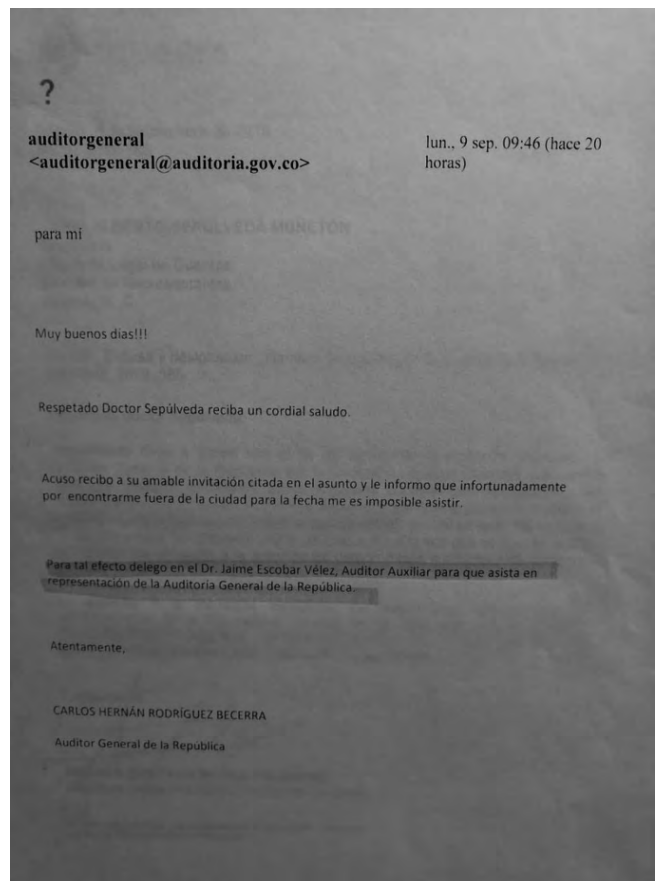 ?
auditorgeneral
<auditorgeneral@auditoria.gov.co>
lun., 9 sep. 09:46 (hace 20
horas)
para mí
Muy buenos dias!!!
Respetado Doctor Sepúlveda reciba un cordial saludo.
Acuso recibo a su amable invitación citada en el asunto y le informo que infortunadamente
por encontrarme fuera de la ciudad para la fecha me es imposible asistir.
Para tal efecto delego en el Dr. Jaime Escobar Vélez, Auditor Auxiliar para que asista en
representación de la Auditoria General de la República.
Atentamente,
CARLOS HERNÁN RODRÍGUEZ BECERRA
Auditor General de la República